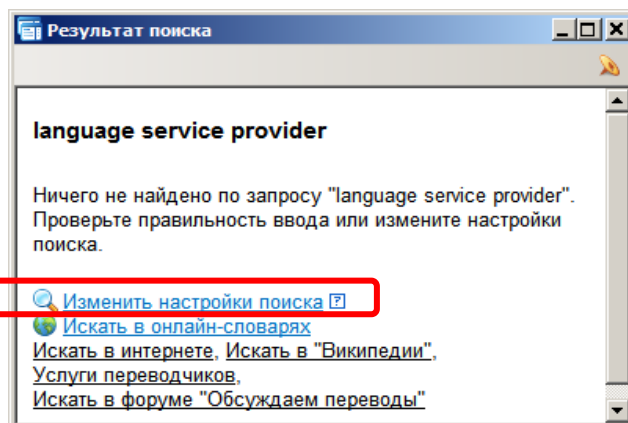 Результат поиска
language service provider
Ничего не найдено по запросу "language service provider".
Проверьте правильность ввода или измените настройки
поиска.
Изменить настройки поиска ?
Искать в онлайн-словарях
Искать в интернете, Искать в "Википедии",
Услуги переводчиков,
Искать в форуме "Обсуждаем переводы"